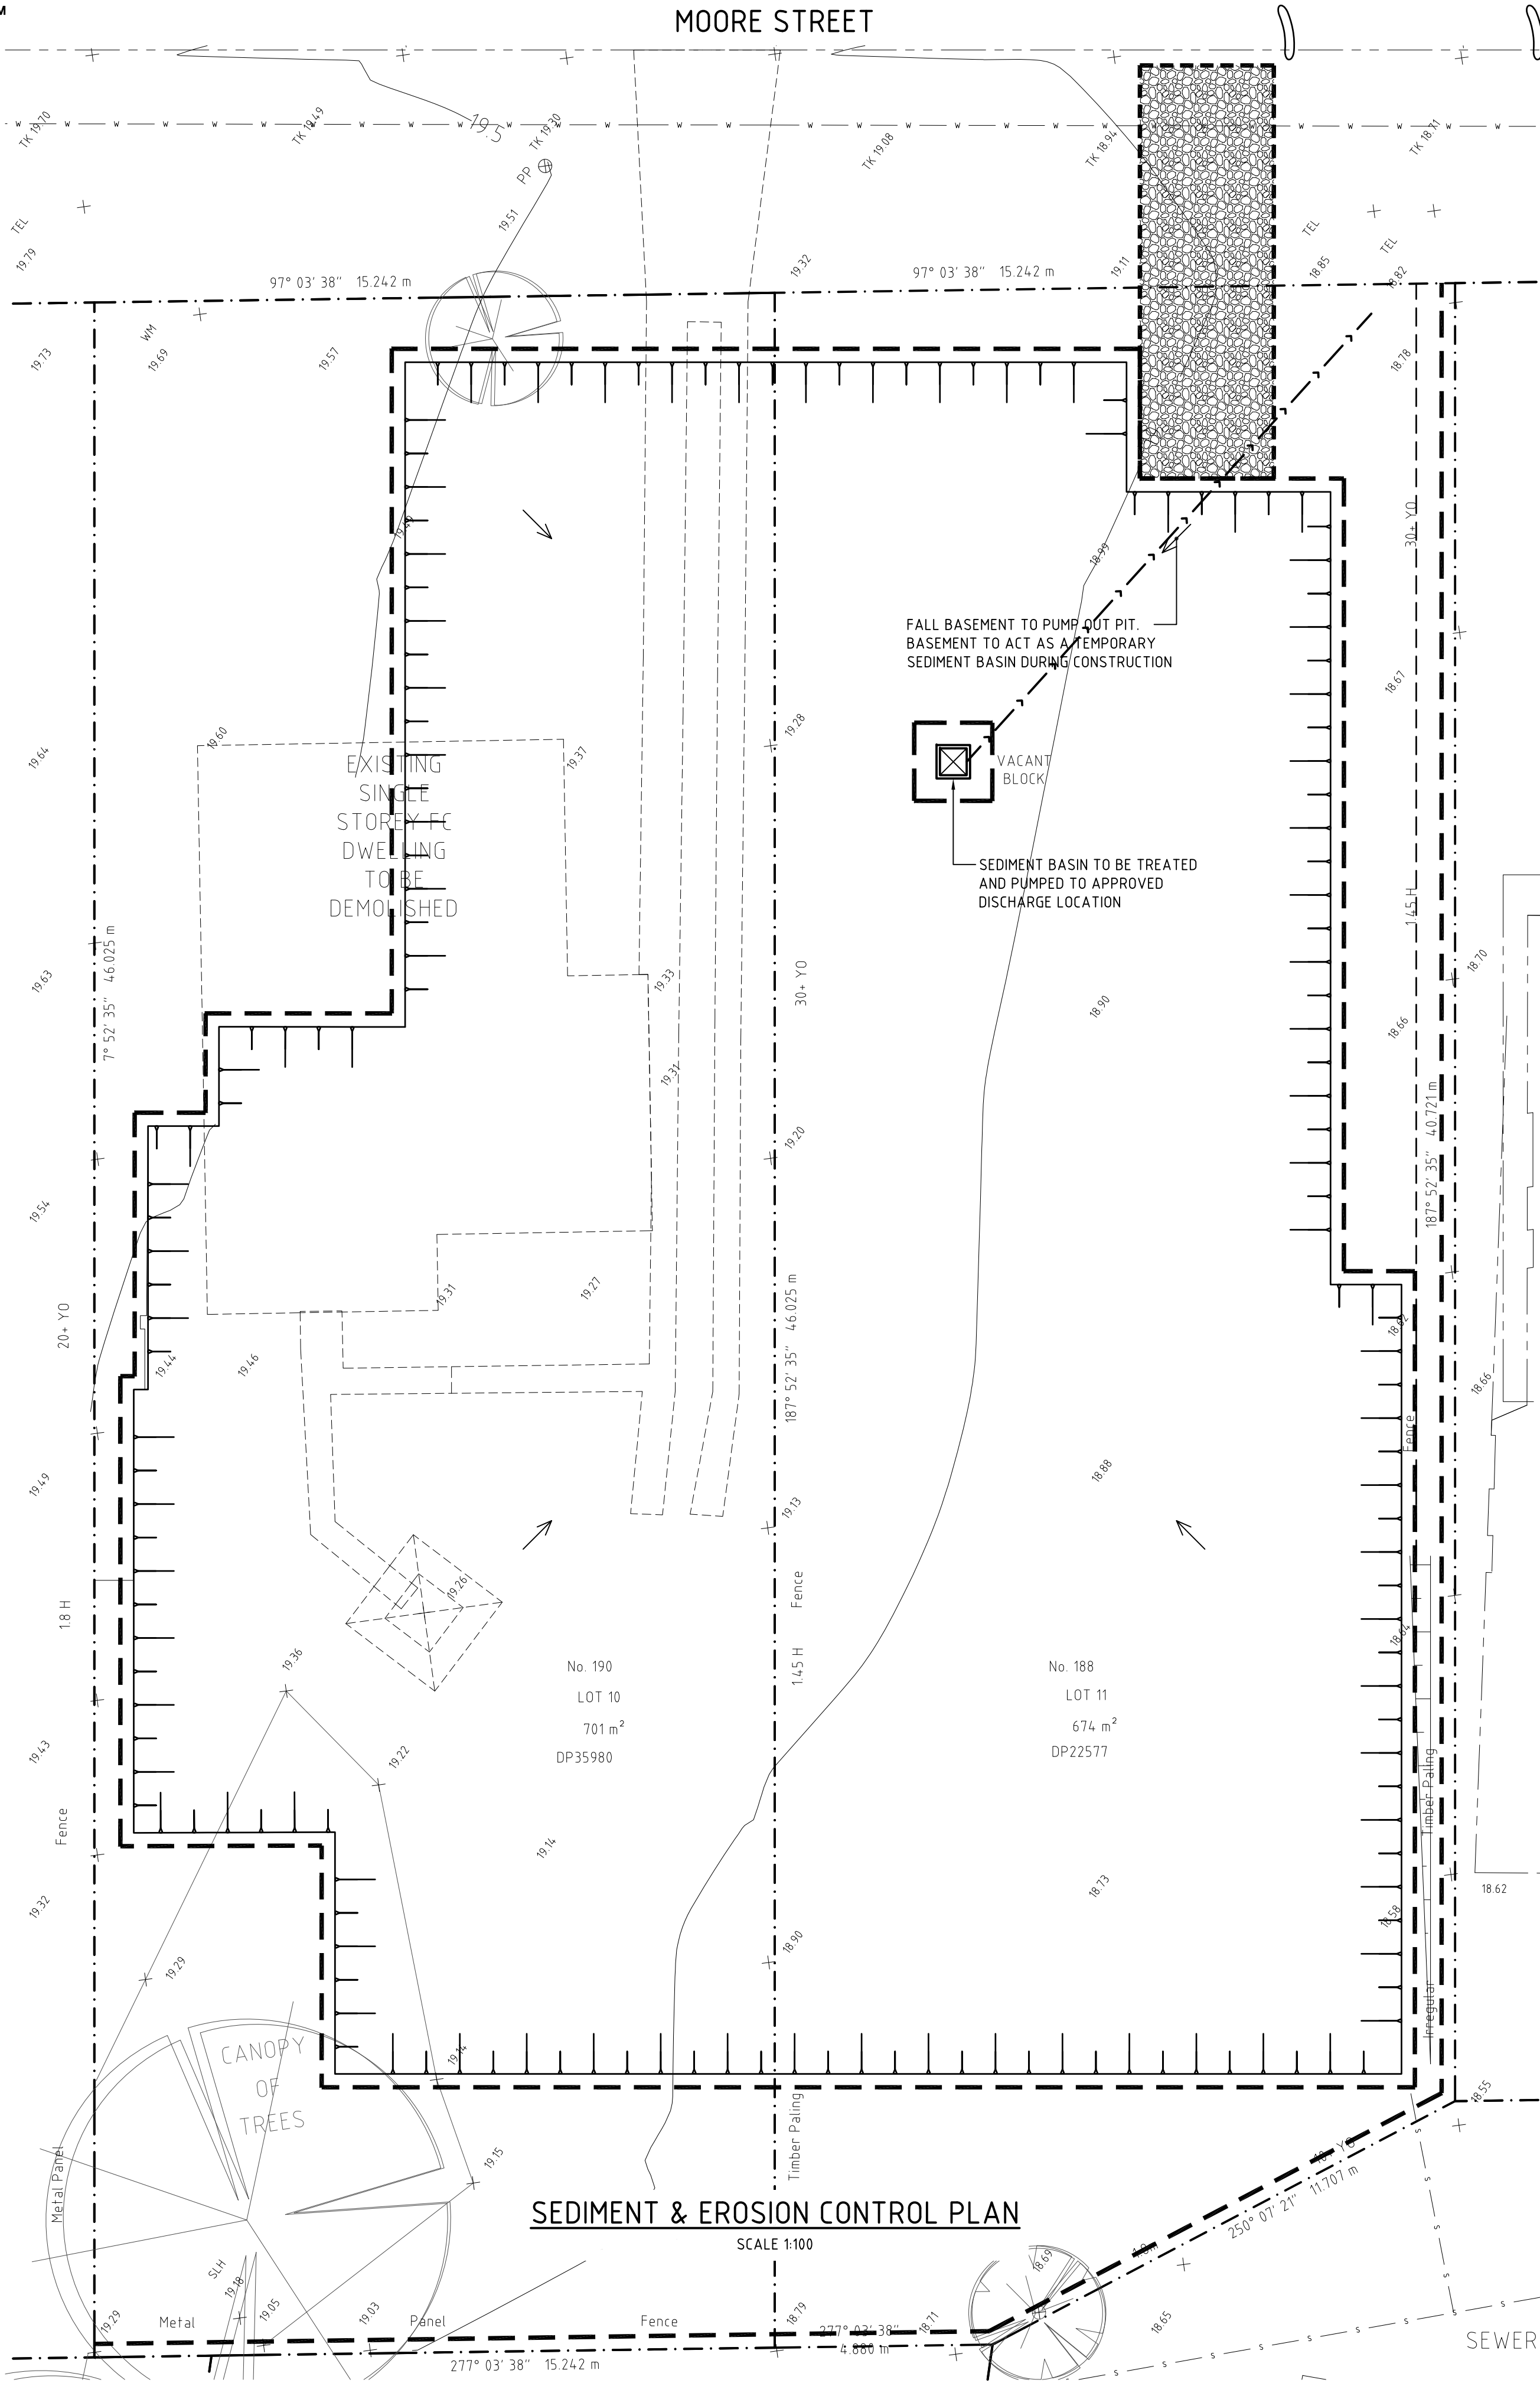 MOORE STREET
TK 19.70
TK 19.49
19.5
TK 19.30
TK 19.08
TK 18.94
TK 18.71
PP
TEL
19.79
19.51
19.32
19.11
TEL
18.85
TEL
18.82
97° 03' 38" 15.242 m
97° 03' 38" 15.242 m
WM
19.73
19.69
19.57
18.78
19.49
18.99
30+ YO
FALL BASEMENT TO PUMP OUT PIT.
BASEMENT TO ACT AS A TEMPORARY
SEDIMENT BASIN DURING CONSTRUCTION
18.67
19.64
19.60
19.37
19.28
EXISTING
SINGLE
STOREY FC
DWELLING
TO BE
DEMOLISHED
VACANT
BLOCK
SEDIMENT BASIN TO BE TREATED
AND PUMPED TO APPROVED
DISCHARGE LOCATION
1.45 H
7° 52' 35" 46.025 m
19.63
19.33
30+ YO
18.90
18.66
18.70
19.31
19.20
187° 52' 35" 40.721 m
19.54
20+ YO
19.31
19.27
187° 52' 35" 46.025 m
18.62
19.44
19.46
18.66
Fence
19.49
19.13
18.88
19.26
Fence
1.8 H
1.45 H
18.64
19.36
No. 190
LOT 10
701 m²
DP35980
No. 188
LOT 11
674 m²
DP22577
19.43
19.22
Timber Paling
Fence
19.14
19.32
18.73
18.62
18.58
19.29
18.90
Irregular
CANOPY
OF
TREES
19.14
Timber Paling
18.55
Metal Panel
19.15
10+ YO
250° 07' 21" 11.707 m
1.8H
SEDIMENT & EROSION CONTROL PLAN
SCALE 1:100
SLH
19.18
19.05
19.03
19.29
18.69
18.79
18.71
18.65
Metal
Panel
Fence
277° 03' 38"
4.880 m
277° 03' 38" 15.242 m
SEWER